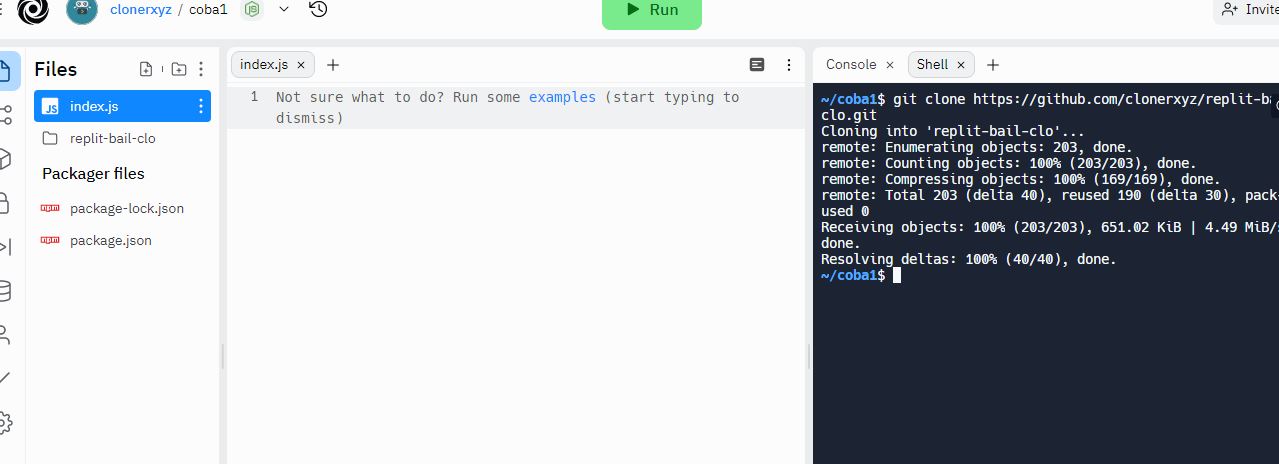 clonerxyz / coba1
Run
Invite
Files
index.js
replit-bail-clo
Packager files
package-lock.json
package.json
index.js
1 Not sure what to do? Run some examples (start typing to
dismiss)
Console
Shell
~/coba1$ git clone https://github.com/clonerxyz/replit-ba
clo.git
Cloning into 'replit-bail-clo'...
remote: Enumerating objects: 203, done.
remote: Counting objects: 100% (203/203), done.
remote: Compressing objects: 100% (169/169), done.
remote: Total 203 (delta 40), reused 190 (delta 30), pack-
used 0
Receiving objects: 100% (203/203), 651.02 KiB | 4.49 MiB/s
done.
Resolving deltas: 100% (40/40), done.
~/coba1$